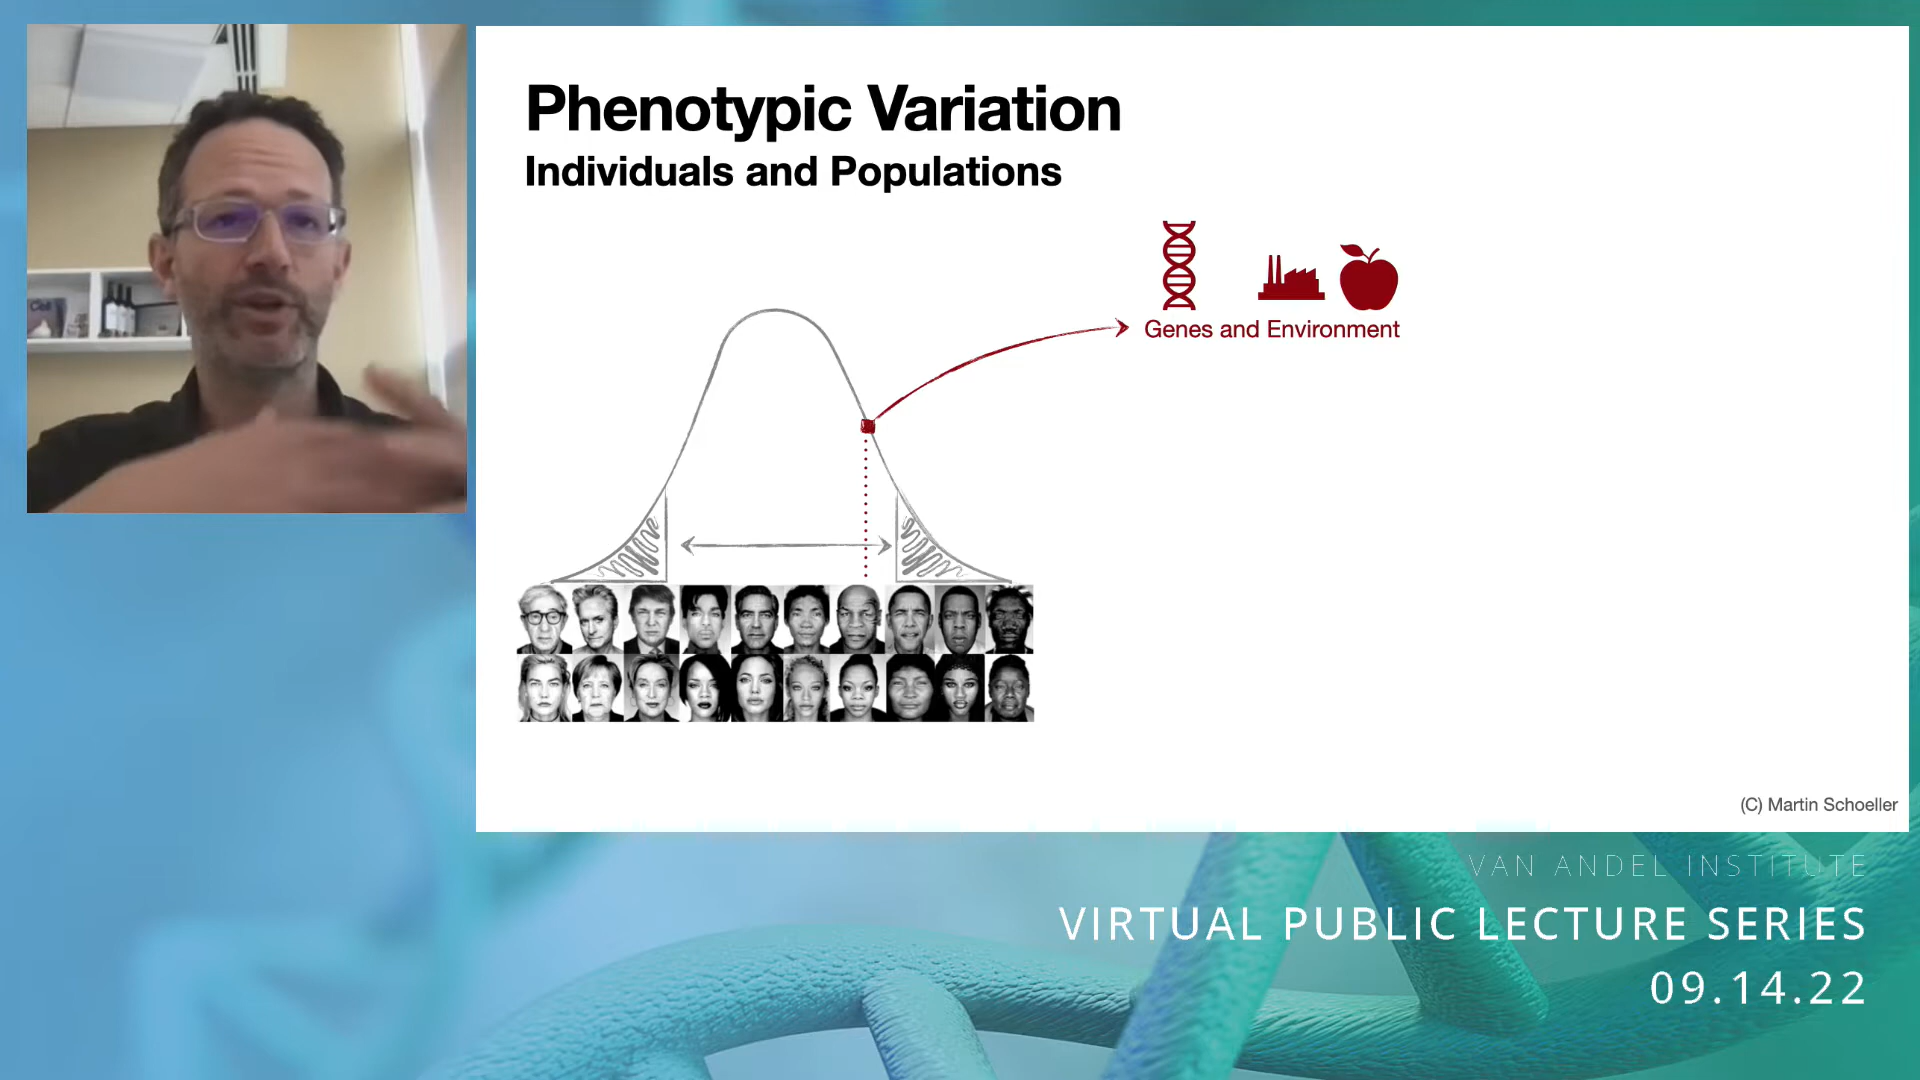 Phenotypic Variation
Individuals and Populations
Genes and Environment
(C) Martin Schoeller
VAN ANDEL INSTITUTE
VIRTUAL PUBLIC LECTURE SERIES
09.14.22
Cell